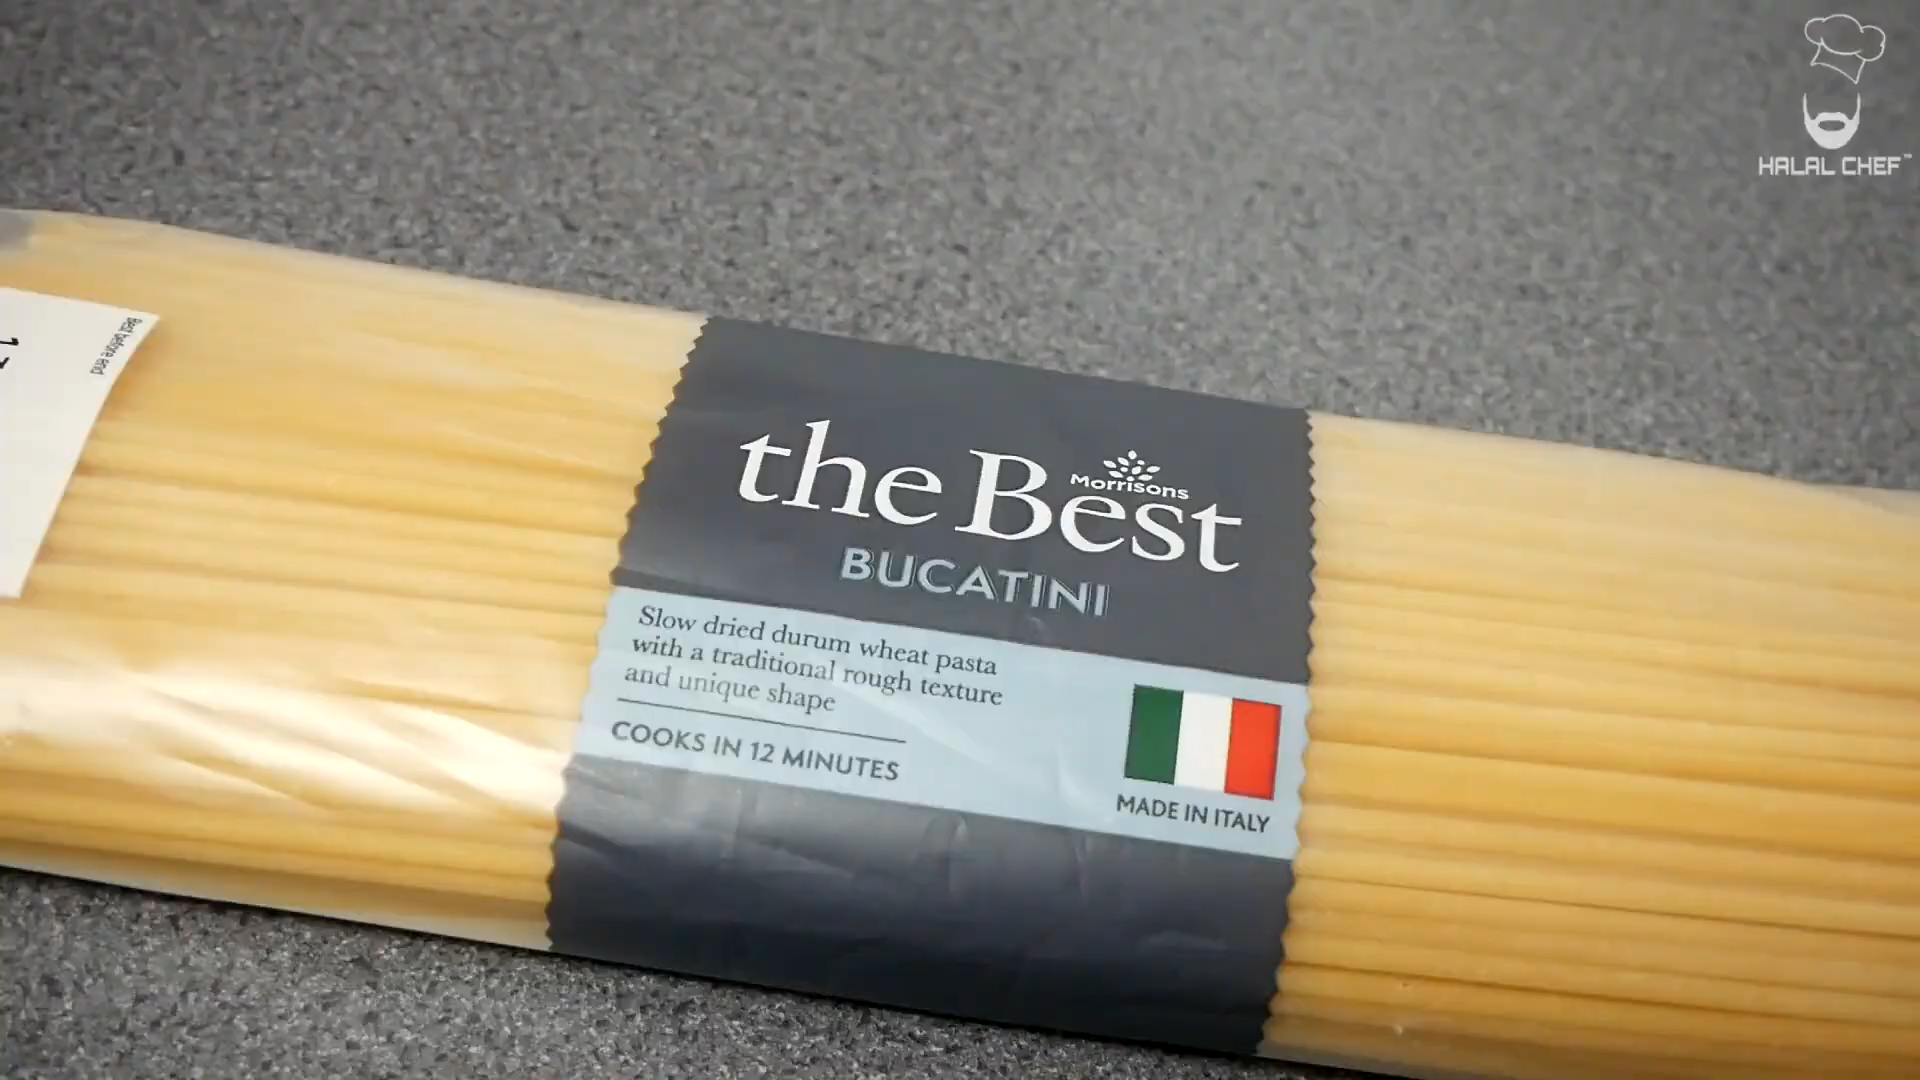 HALAL CHEF™
Best before end
Morrisons
the Best
BUCATINI
Slow dried durum wheat pasta
with a traditional rough texture
and unique shape
COOKS IN 12 MINUTES
MADE IN ITALY